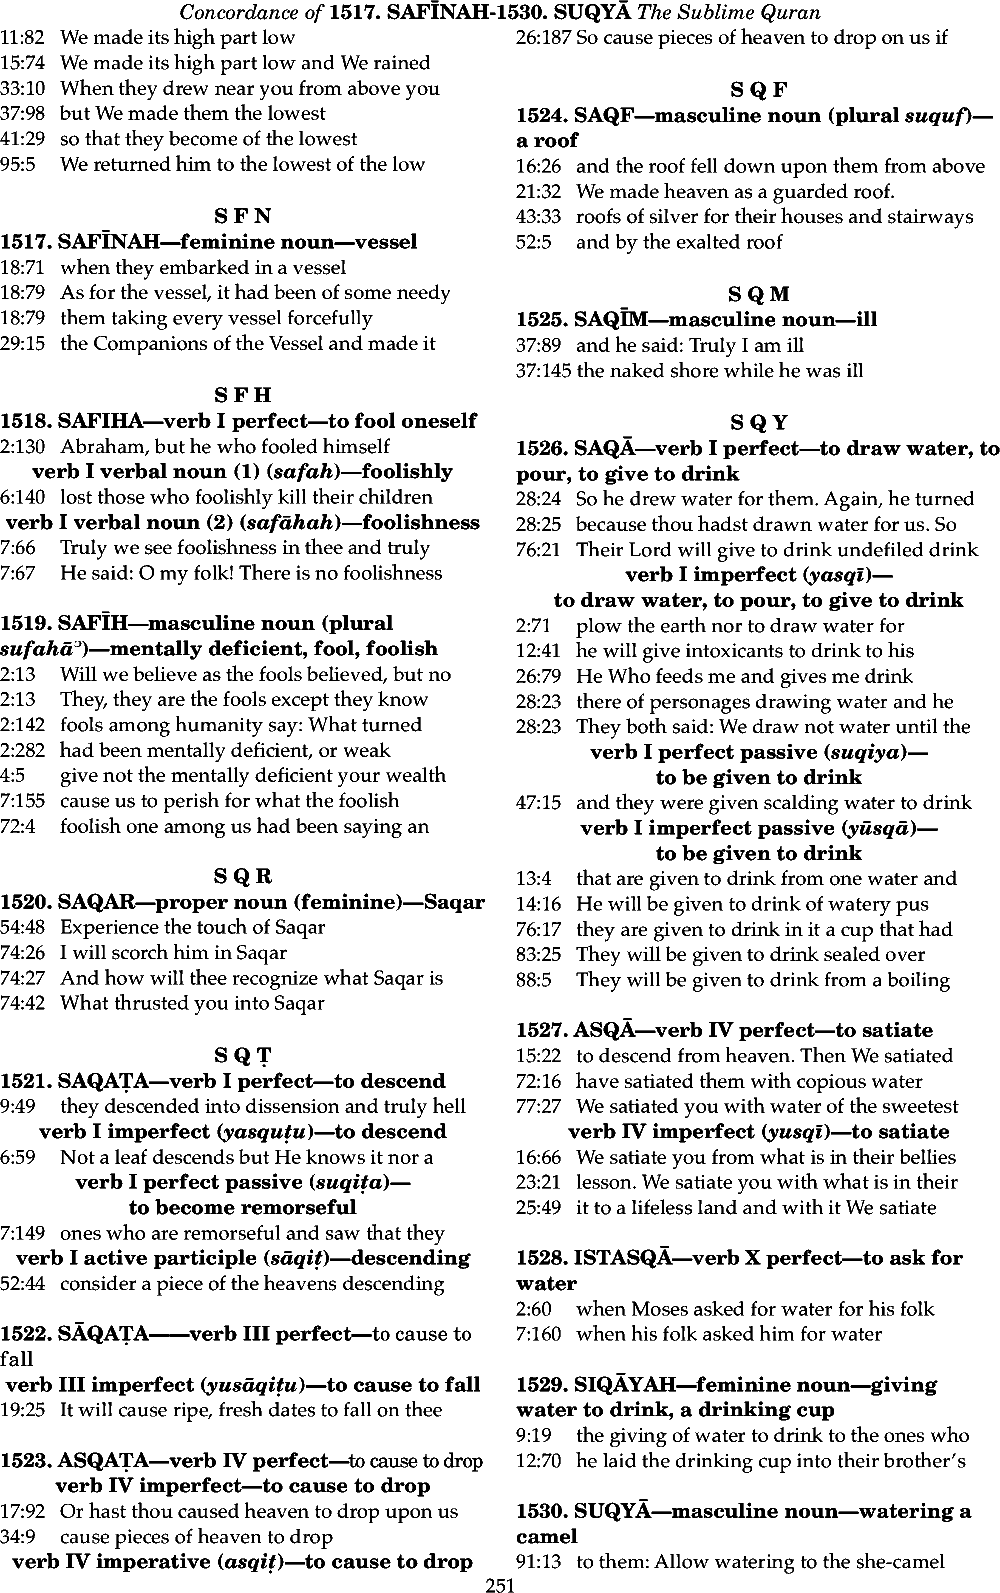 Concordance of 1517. SAFĪNAH-1530. SUQYĀ The Sublime Quran
11:82 We made its high part low
15:74 We made its high part low and We rained
33:10 When they drew near you from above you
37:98 but We made them the lowest
41:29 so that they become of the lowest
95:5 We returned him to the lowest of the low
S F N
1517. SAFĪNAH—feminine noun—vessel
18:71 when they embarked in a vessel
18:79 As for the vessel, it had been of some needy
18:79 them taking every vessel forcefully
29:15 the Companions of the Vessel and made it
S F H
1518. SAFIHA—verb I perfect—to fool oneself
2:130 Abraham, but he who fooled himself
verb I verbal noun (1) (safah)—foolishly
6:140 lost those who foolishly kill their children
verb I verbal noun (2) (safāhah)—foolishness
7:66 Truly we see foolishness in thee and truly
7:67 He said: O my folk! There is no foolishness
1519. SAFĪH—masculine noun (plural
sufahāʾ)—mentally deficient, fool, foolish
2:13 Will we believe as the fools believed, but no
2:13 They, they are the fools except they know
2:142 fools among humanity say: What turned
2:282 had been mentally deficient, or weak
4:5 give not the mentally deficient your wealth
7:155 cause us to perish for what the foolish
72:4 foolish one among us had been saying an
S Q R
1520. SAQAR—proper noun (feminine)—Saqar
54:48 Experience the touch of Saqar
74:26 I will scorch him in Saqar
74:27 And how will thee recognize what Saqar is
74:42 What thrusted you into Saqar
S Q Ṭ
1521. SAQAṬA—verb I perfect—to descend
9:49 they descended into dissension and truly hell
verb I imperfect (yasquṭu)—to descend
6:59 Not a leaf descends but He knows it nor a
verb I perfect passive (suqiṭa)—
to become remorseful
7:149 ones who are remorseful and saw that they
verb I active participle (sāqiṭ)—descending
52:44 consider a piece of the heavens descending
1522. SĀQAṬA——verb III perfect—to cause to
fall
verb III imperfect (yusāqiṭu)—to cause to fall
19:25 It will cause ripe, fresh dates to fall on thee
1523. ASQAṬA—verb IV perfect—to cause to drop
verb IV imperfect—to cause to drop
17:92 Or hast thou caused heaven to drop upon us
34:9 cause pieces of heaven to drop
verb IV imperative (asqiṭ)—to cause to drop
26:187 So cause pieces of heaven to drop on us if
S Q F
1524. SAQF—masculine noun (plural suquf)—
a roof
16:26 and the roof fell down upon them from above
21:32 We made heaven as a guarded roof.
43:33 roofs of silver for their houses and stairways
52:5 and by the exalted roof
S Q M
1525. SAQĪM—masculine noun—ill
37:89 and he said: Truly I am ill
37:145 the naked shore while he was ill
S Q Y
1526. SAQĀ—verb I perfect—to draw water, to
pour, to give to drink
28:24 So he drew water for them. Again, he turned
28:25 because thou hadst drawn water for us. So
76:21 Their Lord will give to drink undefiled drink
verb I imperfect (yasqī)—
to draw water, to pour, to give to drink
2:71 plow the earth nor to draw water for
12:41 he will give intoxicants to drink to his
26:79 He Who feeds me and gives me drink
28:23 there of personages drawing water and he
28:23 They both said: We draw not water until the
verb I perfect passive (suqiya)—
to be given to drink
47:15 and they were given scalding water to drink
verb I imperfect passive (yūsqā)—
to be given to drink
13:4 that are given to drink from one water and
14:16 He will be given to drink of watery pus
76:17 they are given to drink in it a cup that had
83:25 They will be given to drink sealed over
88:5 They will be given to drink from a boiling
1527. ASQĀ—verb IV perfect—to satiate
15:22 to descend from heaven. Then We satiated
72:16 have satiated them with copious water
77:27 We satiated you with water of the sweetest
verb IV imperfect (yusqī)—to satiate
16:66 We satiate you from what is in their bellies
23:21 lesson. We satiate you with what is in their
25:49 it to a lifeless land and with it We satiate
1528. ISTASQĀ—verb X perfect—to ask for
water
2:60 when Moses asked for water for his folk
7:160 when his folk asked him for water
1529. SIQĀYAH—feminine noun—giving
water to drink, a drinking cup
9:19 the giving of water to drink to the ones who
12:70 he laid the drinking cup into their brother's
1530. SUQYĀ—masculine noun—watering a
camel
91:13 to them: Allow watering to the she-camel
251